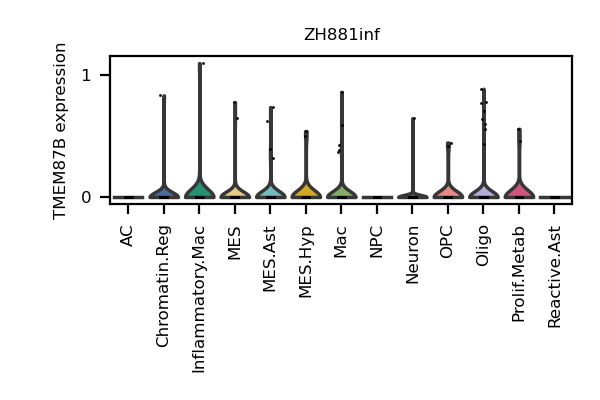 ZH881inf
TMEM87B expression
1
0
AC
Chromatin.Reg
Inflammatory.Mac
MES
MES.Ast
MES.Hyp
Mac
NPC
Neuron
OPC
Oligo
Prolif.Metab
Reactive.Ast